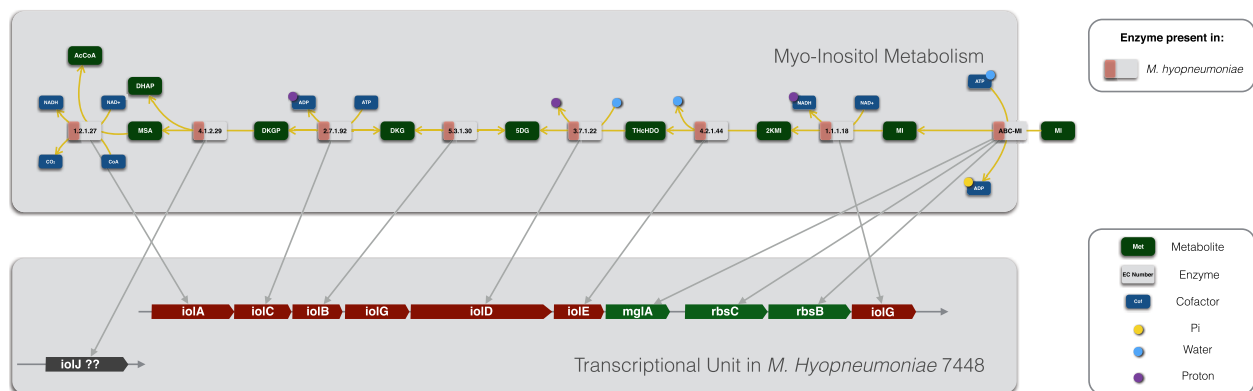 Myo-Inositol Metabolism
AcCoA
DHAP
NADH
NAD+
ADP
ATP
NADH
NAD+
ATP
1.2.1.27
MSA
4.1.2.29
DKGP
2.7.1.92
DKG
5.3.1.30
5DG
3.7.1.22
THcHDO
4.2.1.44
2KMI
1.1.1.18
MI
ABC-MI
MI
CO₂
CoA
ADP
iolA
iolC
iolB
iolG
iolD
iolE
mglA
rbsC
rbsB
iolG
iolJ ??
Transcriptional Unit in M. Hyopneumoniae 7448
Enzyme present in:
M. hyopneumoniae
Met
Metabolite
EC Number
Enzyme
Cof
Cofactor
Pi
Water
Proton